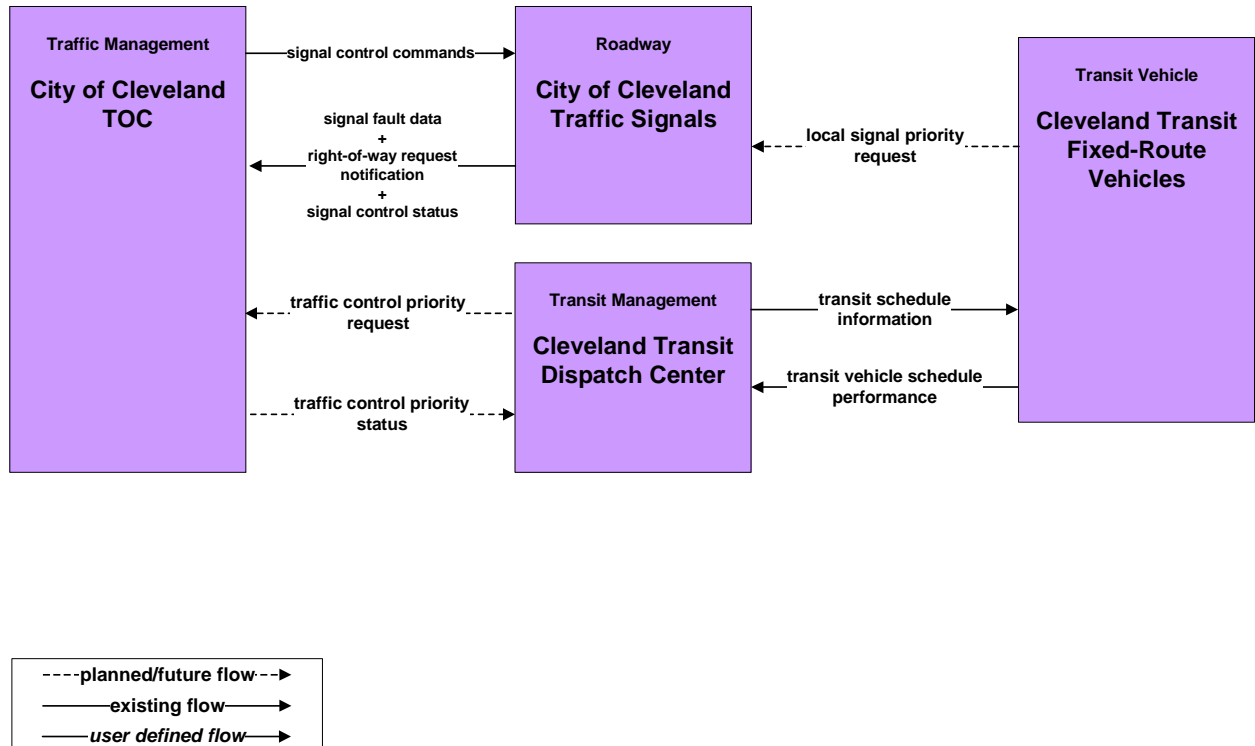 Traffic Management
City of Cleveland
TOC
signal control commands
signal fault data
+
right-of-way request
notification
+
signal control status
traffic control priority
request
traffic control priority
status
Roadway
City of Cleveland
Traffic Signals
Transit Management
Cleveland Transit
Dispatch Center
local signal priority
request
transit schedule
information
transit vehicle schedule
performance
Transit Vehicle
Cleveland Transit
Fixed-Route
Vehicles
planned/future flow
existing flow
user defined flow